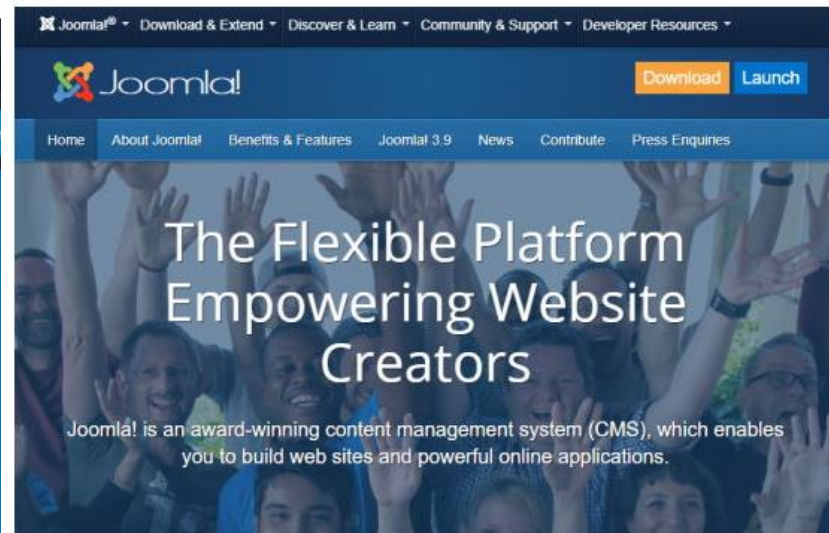 Joomla!® Download & Extend Discover & Learn Community & Support Developer Resources
Joomla! Download Launch
Home About Joomla! Benefits & Features Joomla! 3.9 News Contribute Press Enquiries
The Flexible Platform
Empowering Website
Creators
Joomla! is an award-winning content management system (CMS), which enables
you to build web sites and powerful online applications.